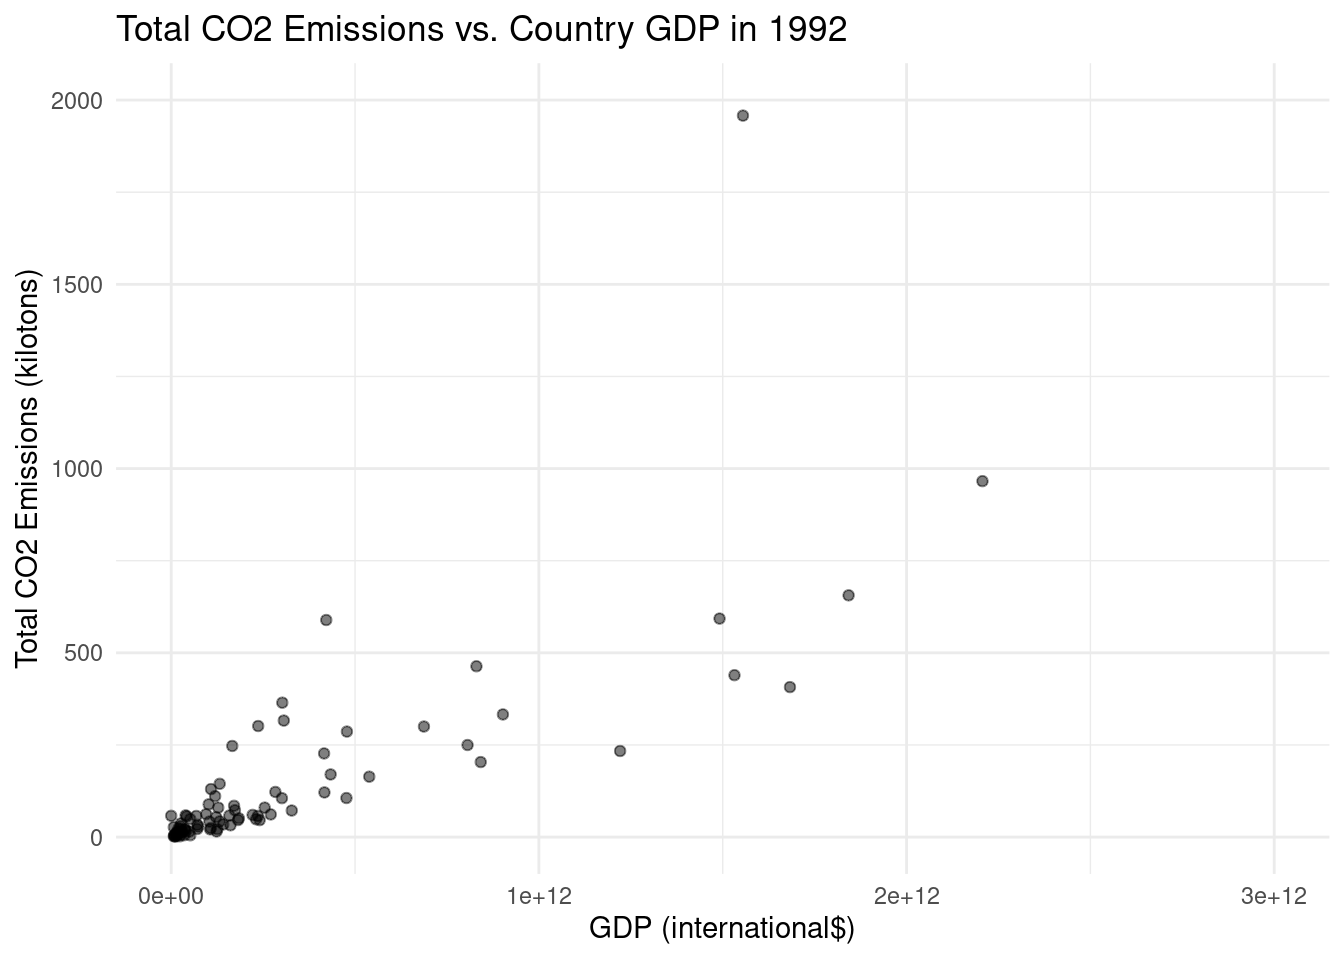 Total CO2 Emissions vs. Country GDP in 1992
Total CO2 Emissions (kilotons)
2000
1500
1000
500
0
0e+00 1e+12 2e+12 3e+12
GDP (international$)